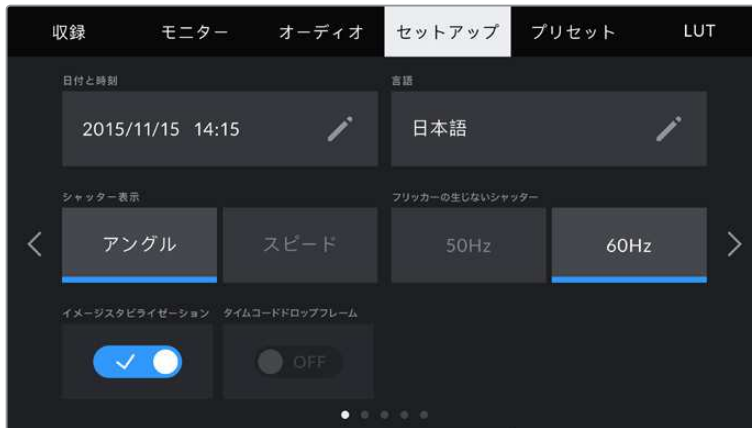 収録 モニター オーディオ セットアップ プリセット LUT
日付と時刻 言語
2015/11/15 14:15 日本語
シャッター表示 フリッカーの生じないシャッター
アングル スピード 50Hz 60Hz
イメージスタビライゼーション タイムコードドロップフレーム
OFF